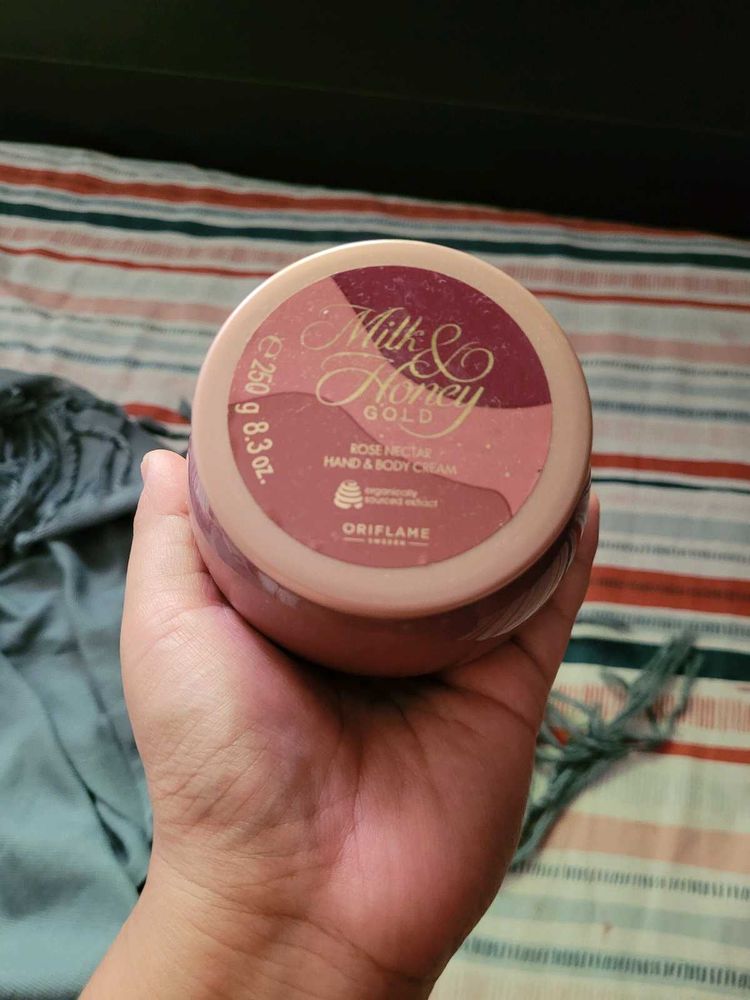 Milk &
Honey
GOLD
ROSE NECTAR
HAND & BODY CREAM
organically
sourced extract
ORIFLAME
SWEDEN
℮ 250 g 8.3 oz.